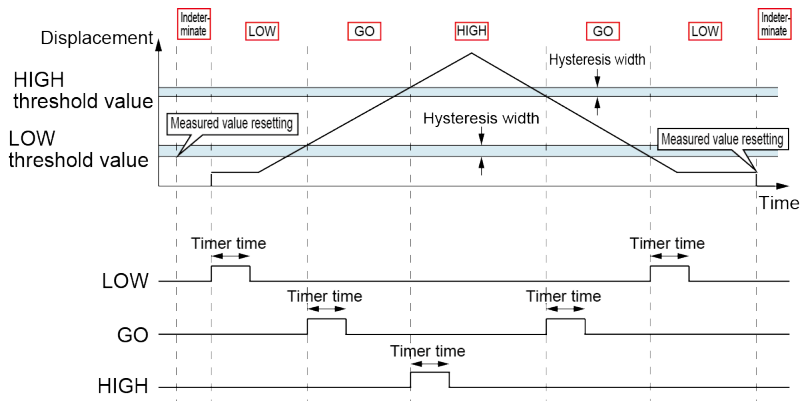 Indeter-
minate
LOW
GO
HIGH
GO
LOW
Indeter-
minate
Displacement
Hysteresis width
HIGH
threshold value
Measured value resetting
Hysteresis width
LOW
threshold value
Measured value resetting
Time
Timer time
Timer time
LOW
Timer time
Timer time
GO
Timer time
HIGH